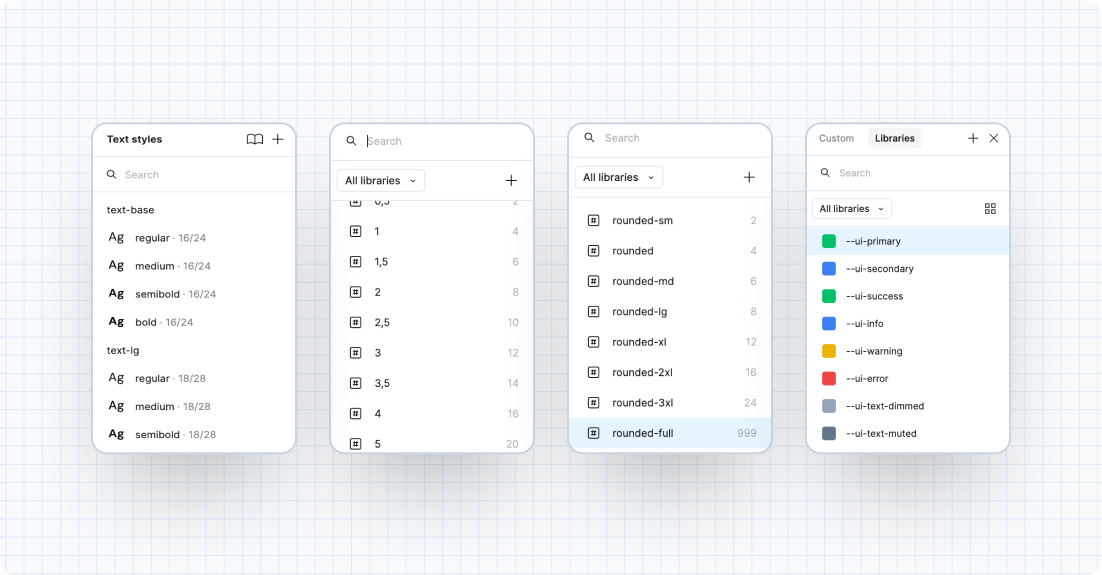 Text styles
Search
text-base
Ag regular · 16/24
Ag medium · 16/24
Ag semibold · 16/24
Ag bold · 16/24
text-lg
Ag regular · 18/28
Ag medium · 18/28
Ag semibold · 18/28
Search
All libraries
0,5 2
1 4
1,5 6
2 8
2,5 10
3 12
3,5 14
4 16
5 20
Search
All libraries
rounded-sm 2
rounded 4
rounded-md 6
rounded-lg 8
rounded-xl 12
rounded-2xl 16
rounded-3xl 24
rounded-full 999
Custom Libraries
Search
All libraries
--ui-primary
--ui-secondary
--ui-success
--ui-info
--ui-warning
--ui-error
--ui-text-dimmed
--ui-text-muted